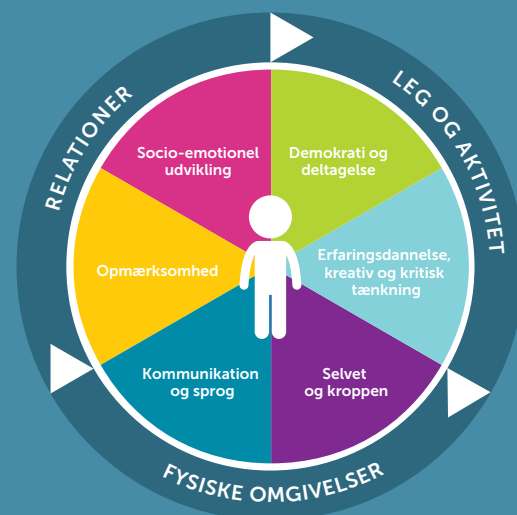 RELATIONER
LEG OG AKTIVITET
Socio-emotionel
udvikling
Demokrati og
deltagelse
Opmærksomhed
Erfaringsdannelse,
kreativ og kritisk
tænkning
Kommunikation
og sprog
Selvet
og kroppen
FYSISKE OMGIVELSER